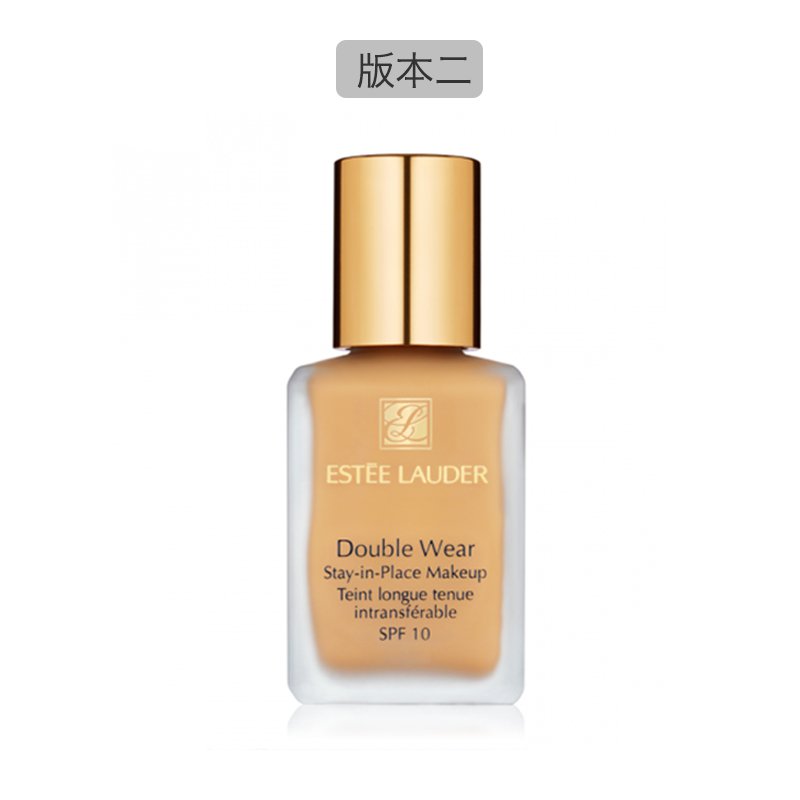 版本二
ESTĒE LAUDER
Double Wear
Stay-in-Place Makeup
Teint longue tenue
intransférable
SPF 10